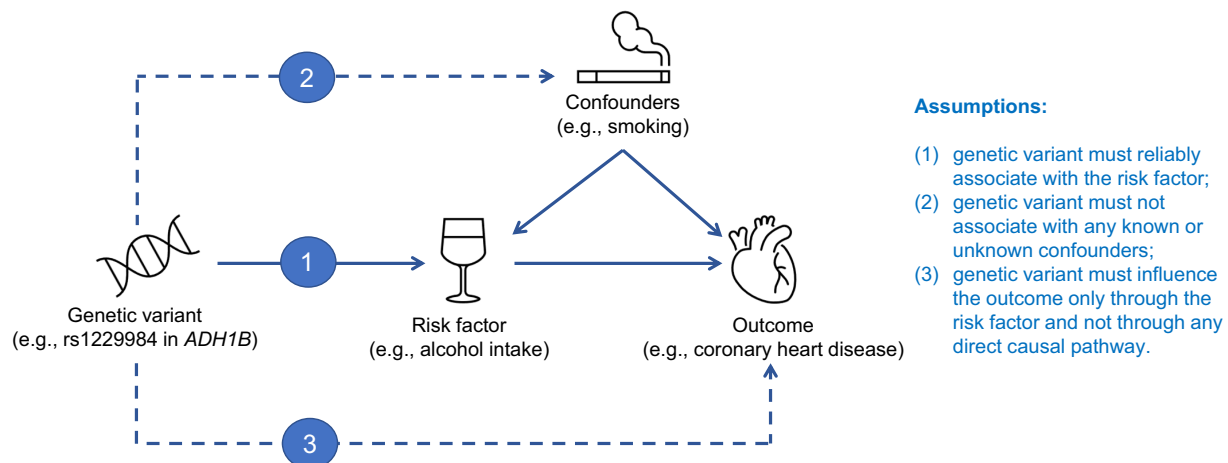 2
Confounders
(e.g., smoking)
1
Genetic variant
(e.g., rs1229984 in ADH1B)
Risk factor
(e.g., alcohol intake)
Outcome
(e.g., coronary heart disease)
3
Assumptions:
(1) genetic variant must reliably
associate with the risk factor;
(2) genetic variant must not
associate with any known or
unknown confounders;
(3) genetic variant must influence
the outcome only through the
risk factor and not through any
direct causal pathway.